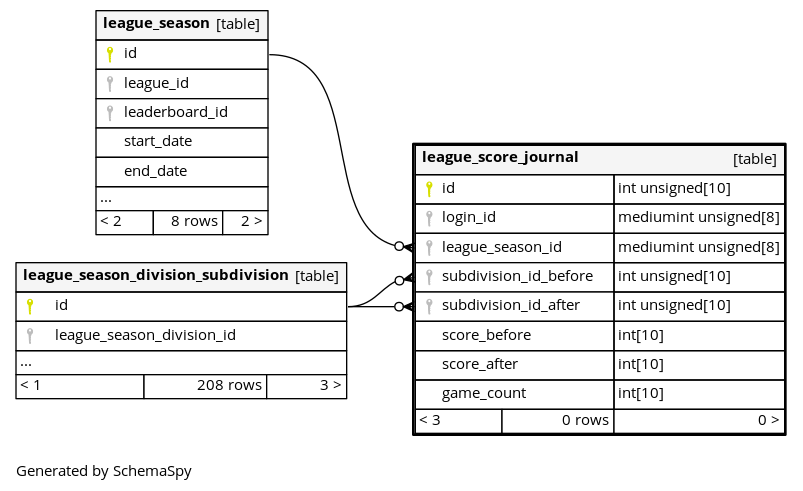 league_season [table]
id
league_id
leaderboard_id
start_date
end_date
...
< 2 8 rows 2 >
league_score_journal [table]
id int unsigned[10]
login_id mediumint unsigned[8]
league_season_id mediumint unsigned[8]
subdivision_id_before int unsigned[10]
subdivision_id_after int unsigned[10]
score_before int[10]
score_after int[10]
game_count int[10]
< 3 0 rows 0 >
league_season_division_subdivision [table]
id
league_season_division_id
...
< 1 208 rows 3 >
Generated by SchemaSpy